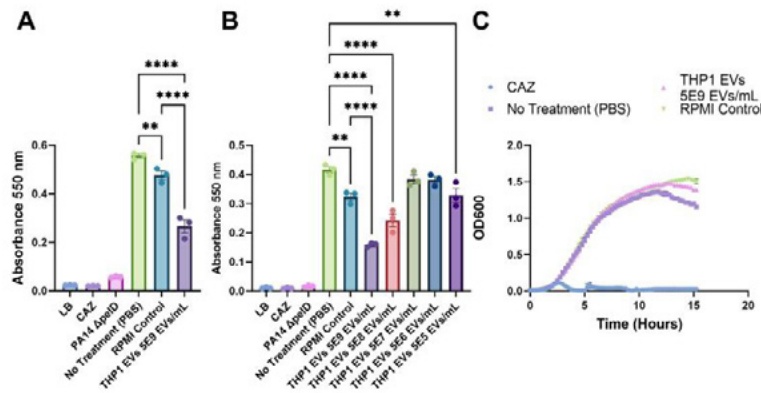 A
B
C
****
****
**
**
****
****
****
**
CAZ
No Treatment (PBS)
THP1 EVs
5E9 EVs/mL
RPMI Control
Absorbance 550 nm
0.6
0.4
0.2
0.0
LB
CAZ
PA14 ΔpelD
No Treatment (PBS)
RPMI Control
THP1 EVs 5E9 EVs/mL
Absorbance 550 nm
0.5
0.4
0.3
0.2
0.1
0.0
LB
CAZ
PA14 ΔpelD
No Treatment (PBS)
RPMI Control
THP1 EVs 5E9 EVs/mL
THP1 EVs 5E8 EVs/mL
THP1 EVs 5E7 EVs/mL
THP1 EVs 5E6 EVs/mL
THP1 EVs 5E5 EVs/mL
OD600
2.0
1.5
1.0
0.5
0.0
0
5
10
15
20
Time (Hours)